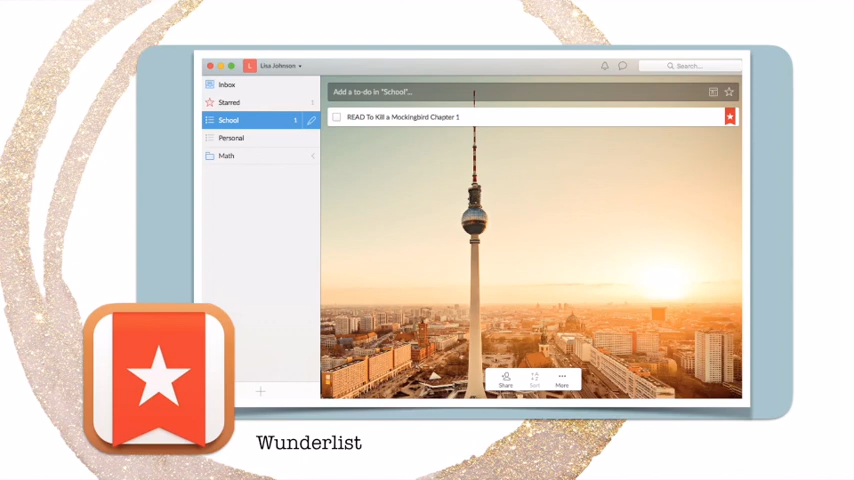 L Lisa Johnson
Search...
Inbox
Starred 1
School 1
Personal
Math
Add a to-do in "School"...
READ To Kill a Mockingbird Chapter 1
Share Sort More
Wunderlist